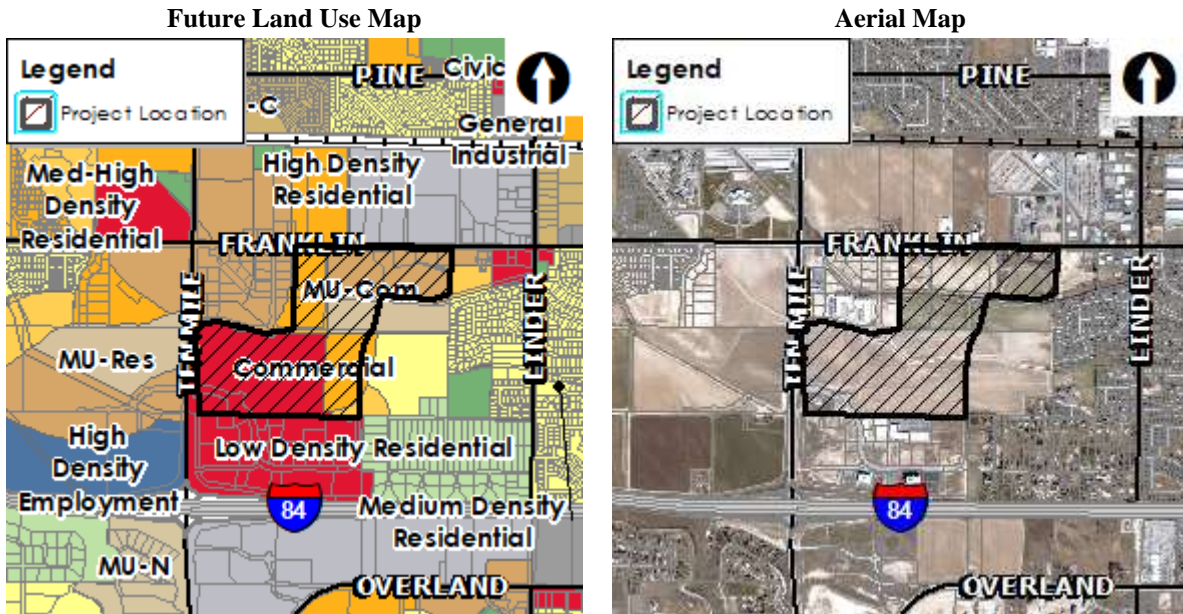 Future Land Use Map
Legend
Project Location
PINE
Civic
-C
General
Industrial
High Density
Residential
Med-High
Density
Residential
FRANKLIN
TEN MILE
MU-Com
LINDER
MU-Res
Commercial
High
Density
Employment
Low Density Residential
84
Medium Density
Residential
MU-N
OVERLAND
Aerial Map
Legend
Project Location
PINE
FRANKLIN
TEN MILE
LINDER
84
OVERLAND